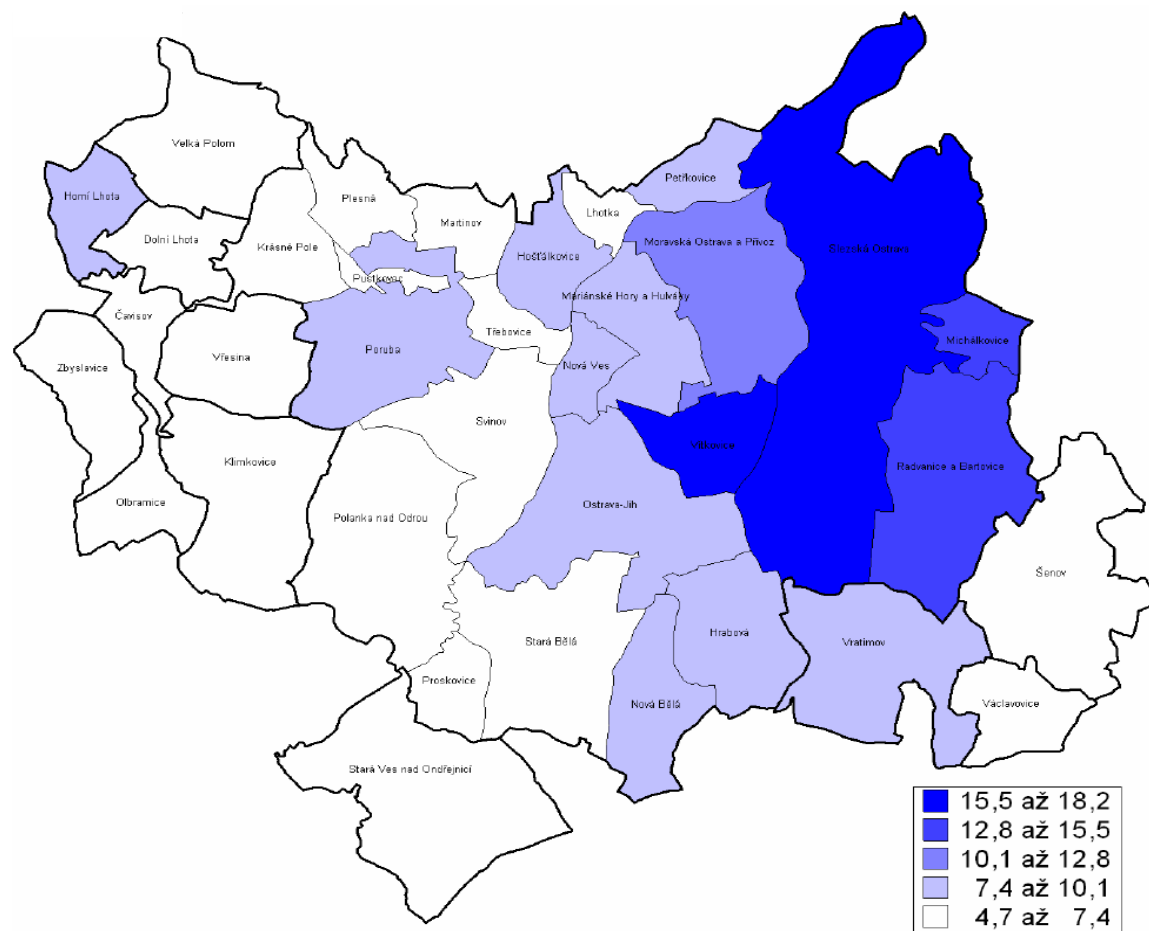 Velká Polom
Horní Lhota
Plesná
Petřkovice
Lhotka
Martinov
Dolní Lhota
Krásné Pole
Hošťálkovice
Moravská Ostrava a Přívoz
Slezská Ostrava
Pustkovec
Mariánské Hory a Hulváky
Čavisov
Třebovice
Michálkovice
Vřesina
Poruba
Nová Ves
Zbyslavice
Svinov
Vítkovice
Klimkovice
Radvanice a Bartovice
Olbramice
Polanka nad Odrou
Ostrava-Jih
Šenov
Stará Bělá
Hrabová
Vratimov
Proskovice
Nová Bělá
Václavovice
Stará Ves nad Ondřejnicí
15,5 až 18,2
12,8 až 15,5
10,1 až 12,8
7,4 až 10,1
4,7 až 7,4